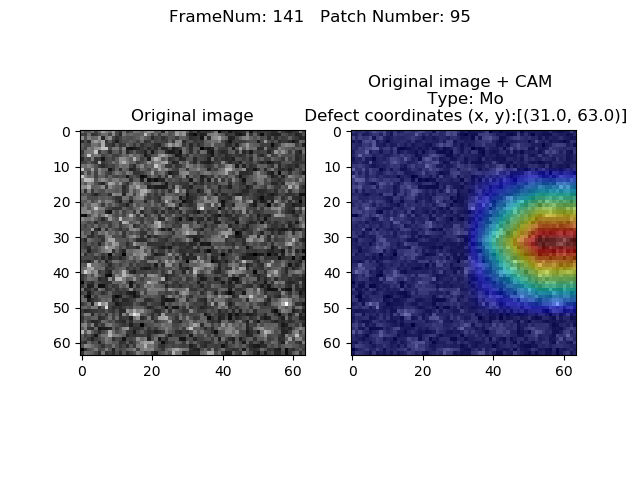 FrameNum: 141   Patch Number: 95
Original image
Original image + CAM
Type: Mo
Defect coordinates (x, y):[(31.0, 63.0)]
0
10
20
30
40
50
60
0 20 40 60
0
10
20
30
40
50
60
0 20 40 60